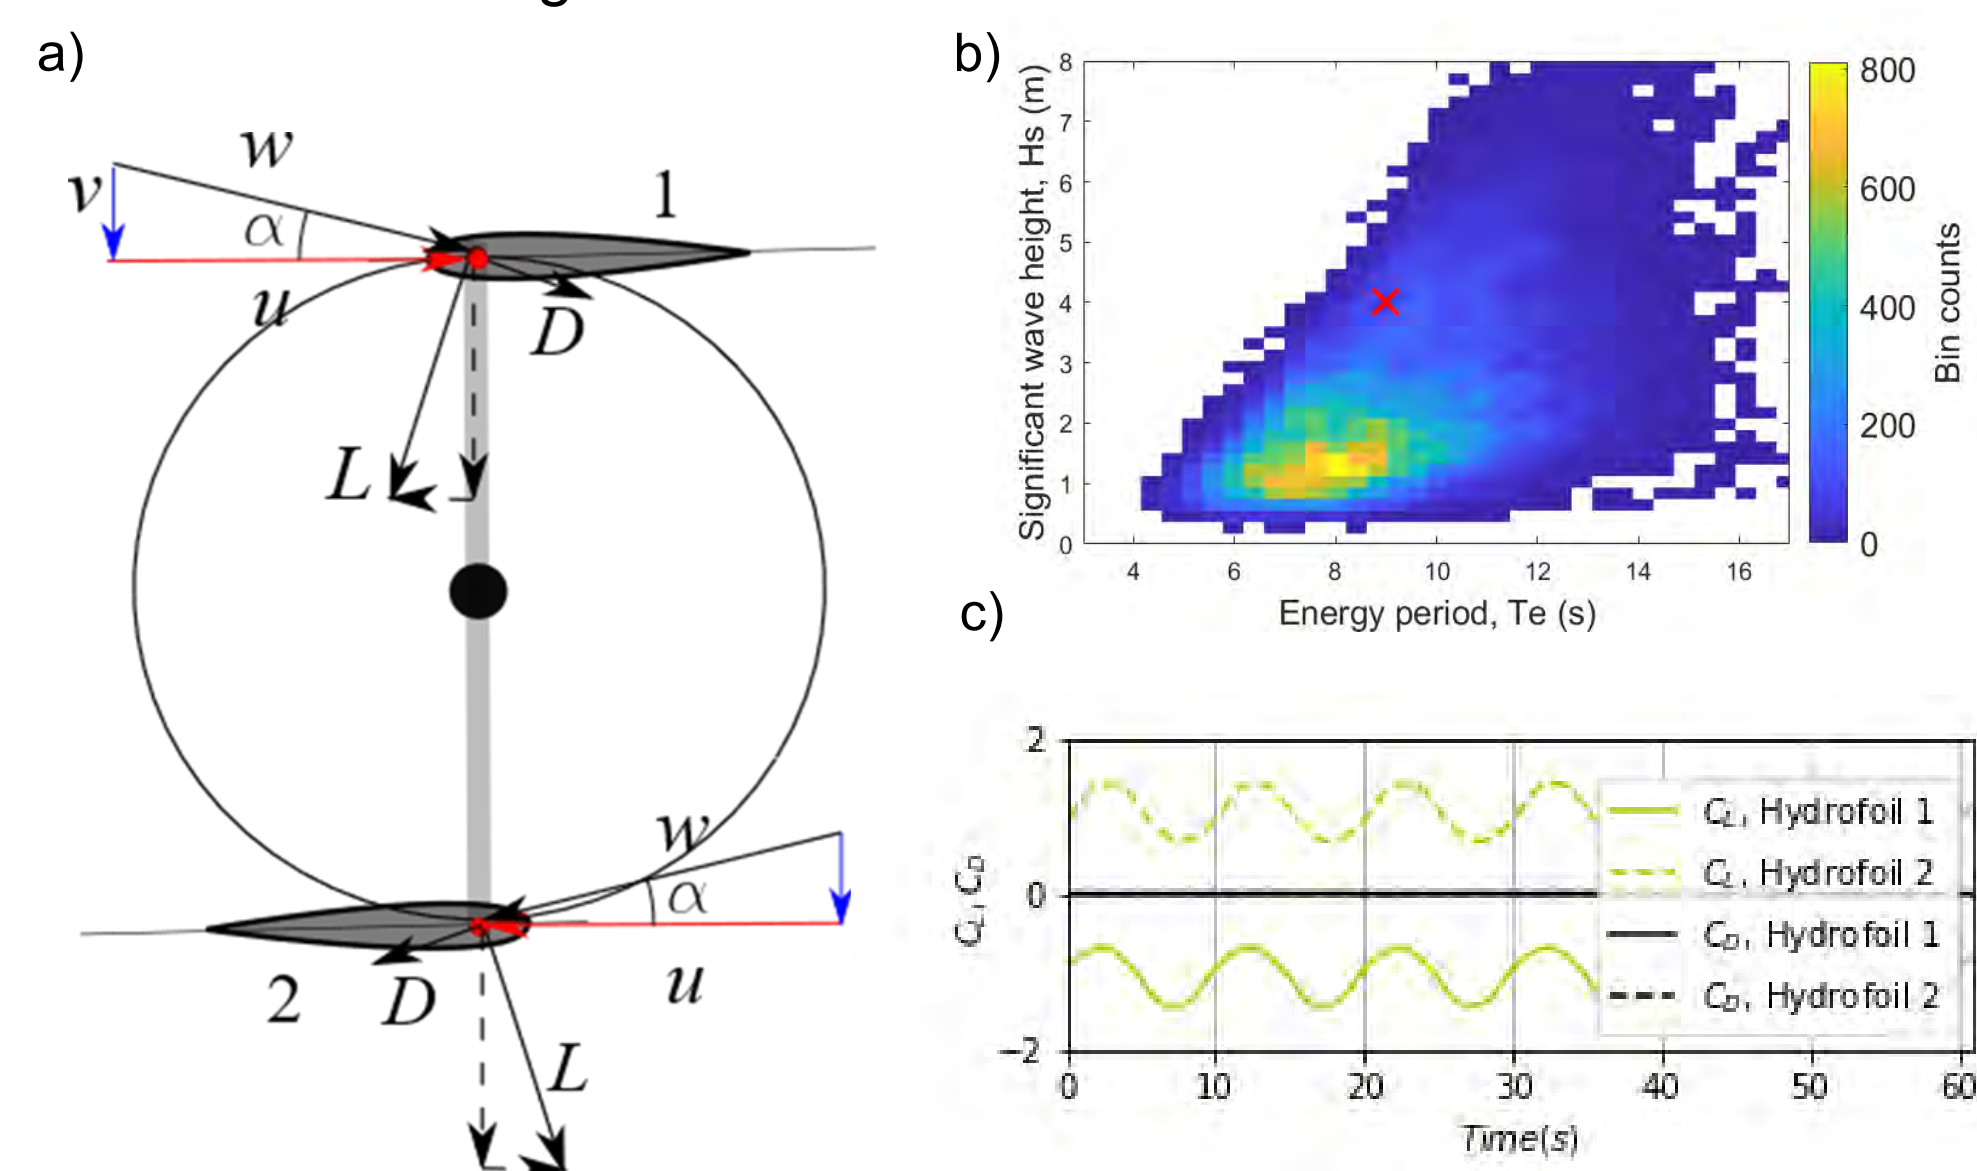 a)
w
v
α
1
u
D
L
w
α
2
D
u
L
b)
Significant wave height, Hs (m)
8
7
6
5
4
3
2
1
0
4 6 8 10 12 14 16
Energy period, Te (s)
800
600
400
200
0
Bin counts
c)
C_L, C_D
2
0
−2
C_L, Hydrofoil 1
C_L, Hydrofoil 2
C_D, Hydrofoil 1
C_D, Hydrofoil 2
0 10 20 30 40 50 60
Time(s)